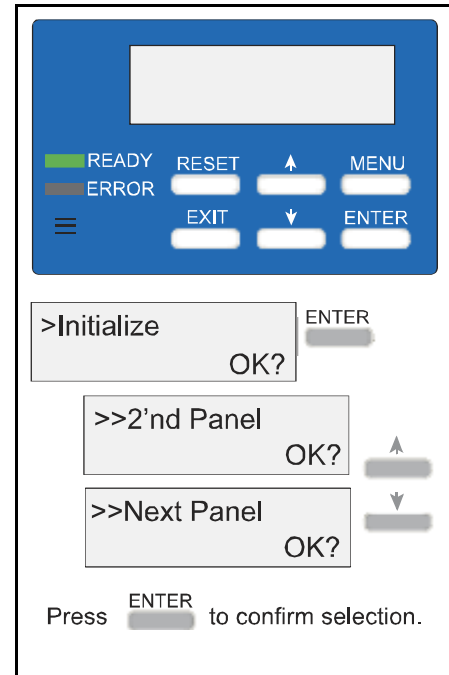 READY RESET MENU
ERROR
EXIT ENTER
>Initialize
OK?
ENTER
>>2'nd Panel
OK?
>>Next Panel
OK?
Press ENTER to confirm selection.